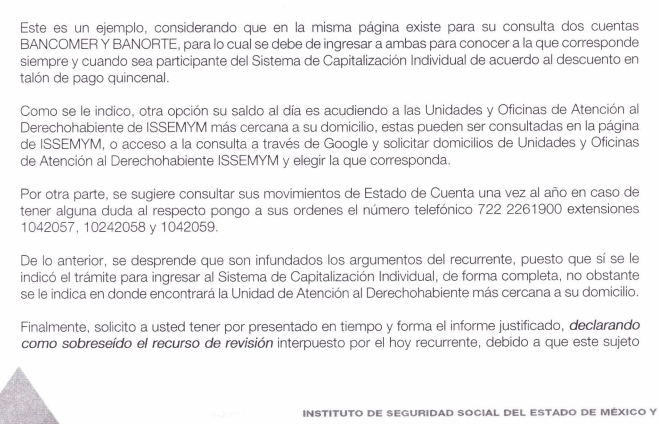 Este es un ejemplo, considerando que en la misma página existe para su consulta dos cuentas
BANCOMER Y BANORTE, para lo cual se debe de ingresar a ambas para conocer a la que corresponde
siempre y cuando sea participante del Sistema de Capitalización Individual de acuerdo al descuento en
talón de pago quincenal.
Como se le indico, otra opción su saldo al día es acudiendo a las Unidades y Oficinas de Atención al
Derechohabiente de ISSEMYM más cercana a su domicilio, estas pueden ser consultadas en la página
de ISSEMYM, o acceso a la consulta a través de Google y solicitar domicilios de Unidades y Oficinas
de Atención al Derechohabiente ISSEMYM y elegir la que corresponda.
Por otra parte, se sugiere consultar sus movimientos de Estado de Cuenta una vez al año en caso de
tener alguna duda al respecto pongo a sus ordenes el número telefónico 722 2261900 extensiones
1042057, 10242058 y 1042059.
De lo anterior, se desprende que son infundados los argumentos del recurrente, puesto que sí se le
indicó el trámite para ingresar al Sistema de Capitalización Individual, de forma completa, no obstante
se le indica en donde encontrará la Unidad de Atención al Derechohabiente más cercana a su domicilio.
Finalmente, solicito a usted tener por presentado en tiempo y forma el informe justificado, declarando
como sobreseído el recurso de revisión interpuesto por el hoy recurrente, debido a que este sujeto
INSTITUTO DE SEGURIDAD SOCIAL DEL ESTADO DE MÉXICO Y